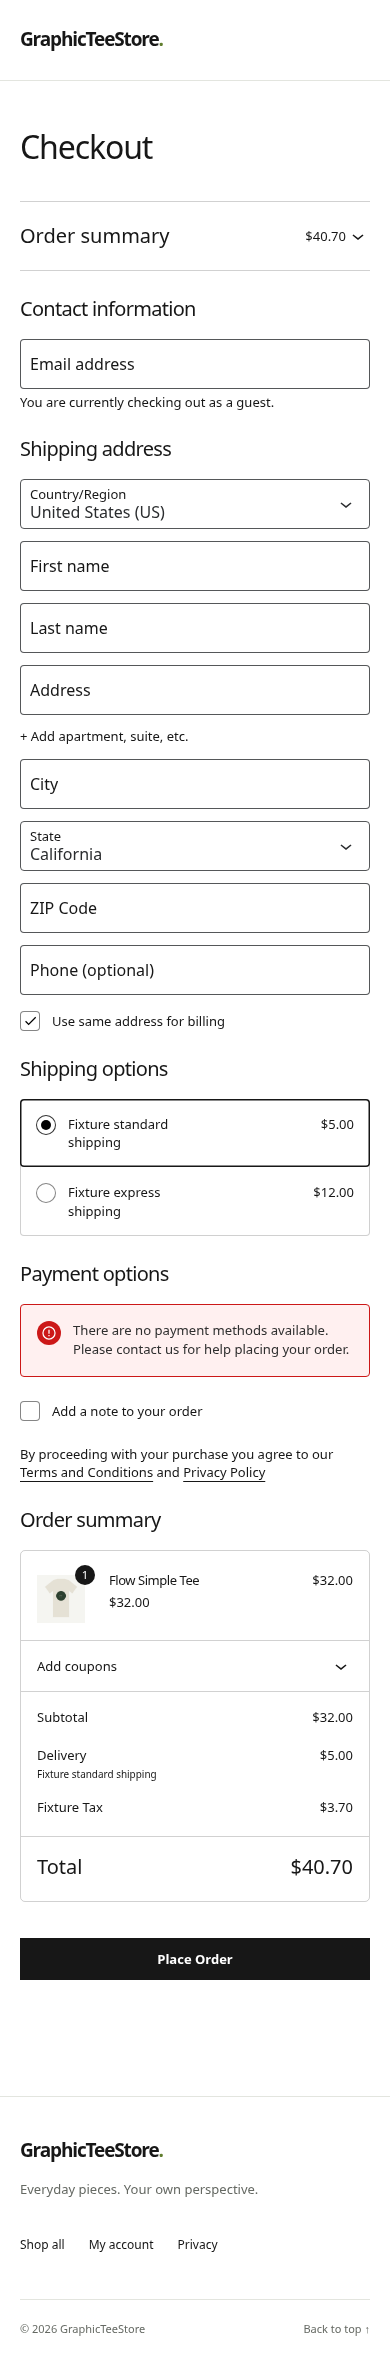 GraphicTeeStore.
Checkout
Order summary $40.70
Contact information
Email address
You are currently checking out as a guest.
Shipping address
Country/Region
United States (US)
First name
Last name
Address
+ Add apartment, suite, etc.
City
State
California
ZIP Code
Phone (optional)
Use same address for billing
Shipping options
Fixture standard $5.00
shipping
Fixture express $12.00
shipping
Payment options
There are no payment methods available.
Please contact us for help placing your order.
Add a note to your order
By proceeding with your purchase you agree to our
Terms and Conditions and Privacy Policy
Order summary
1 Flow Simple Tee $32.00
$32.00
Add coupons
Subtotal $32.00
Delivery $5.00
Fixture standard shipping
Fixture Tax $3.70
Total $40.70
Place Order
GraphicTeeStore.
Everyday pieces. Your own perspective.
Shop all My account Privacy
© 2026 GraphicTeeStore Back to top ↑